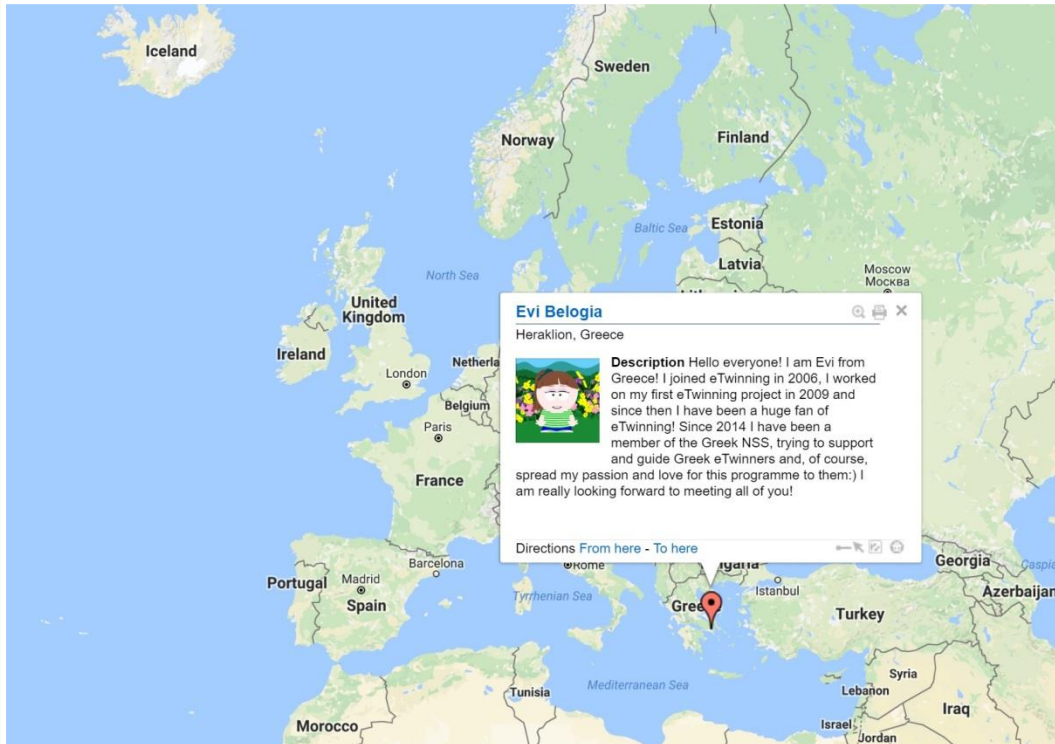 Iceland
Sweden
Norway
Finland
Baltic Sea
Estonia
Latvia
North Sea
Moscow
Москва
United
Kingdom
Ireland
London
Belgium
Paris
France
Evi Belogia
Heraklion, Greece
Description Hello everyone! I am Evi from
Greece! I joined eTwinning in 2006, I worked
on my first eTwinning project in 2009 and
since then I have been a huge fan of
eTwinning! Since 2014 I have been a
member of the Greek NSS, trying to support
and guide Greek eTwinners and, of course,
spread my passion and love for this programme to them:) I
am really looking forward to meeting all of you!
Directions From here - To here
Barcelona
Rome
Georgia
Portugal
Madrid
Spain
Tyrrhenian Sea
Istanbul
Azerbaijan
Turkey
Tunisia
Mediterranean Sea
Syria
Lebanon
Iraq
Morocco
Israel
Jordan